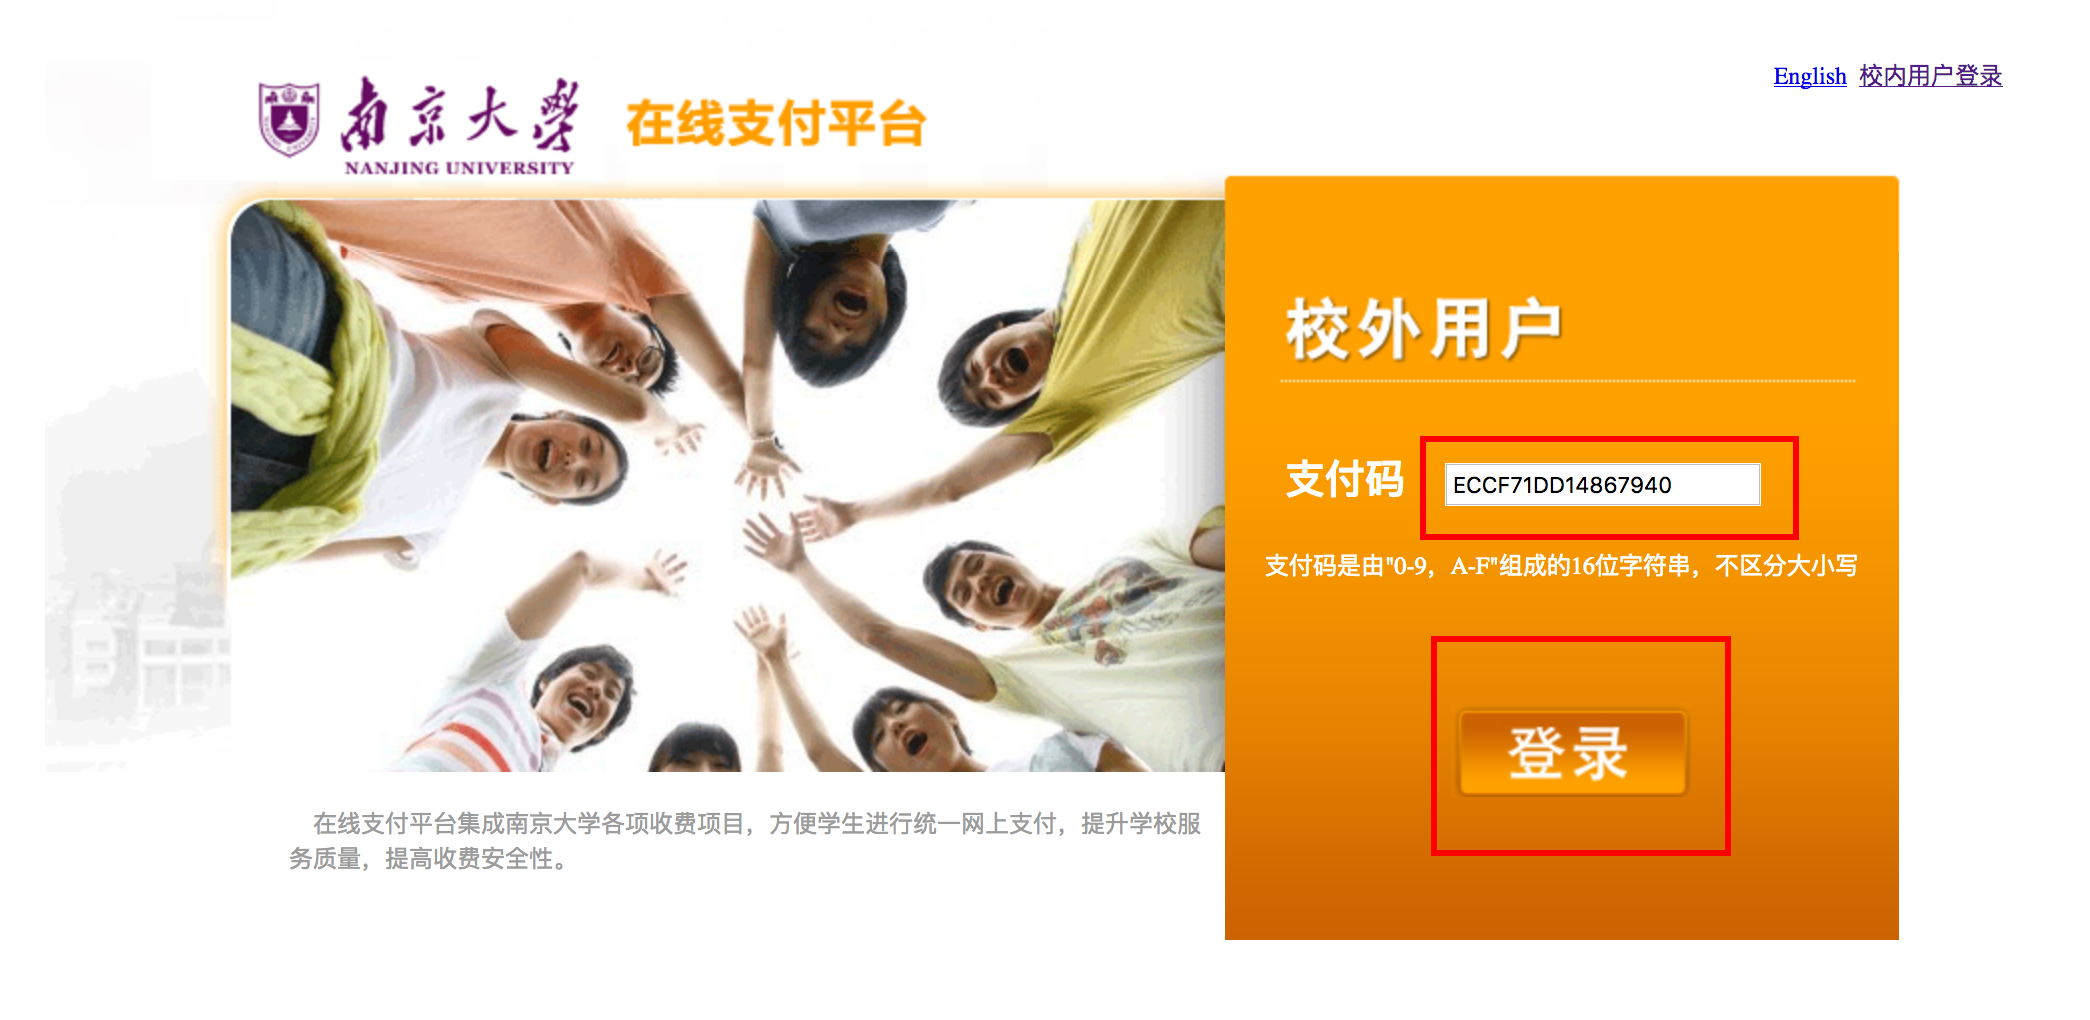 English 校内用户登录
南京大学 在线支付平台
NANJING UNIVERSITY
校外用户
支付码 ECCF71DD14867940
支付码是由"0-9，A-F"组成的16位字符串，不区分大小写
登录
在线支付平台集成南京大学各项收费项目，方便学生进行统一网上支付，提升学校服
务质量，提高收费安全性。